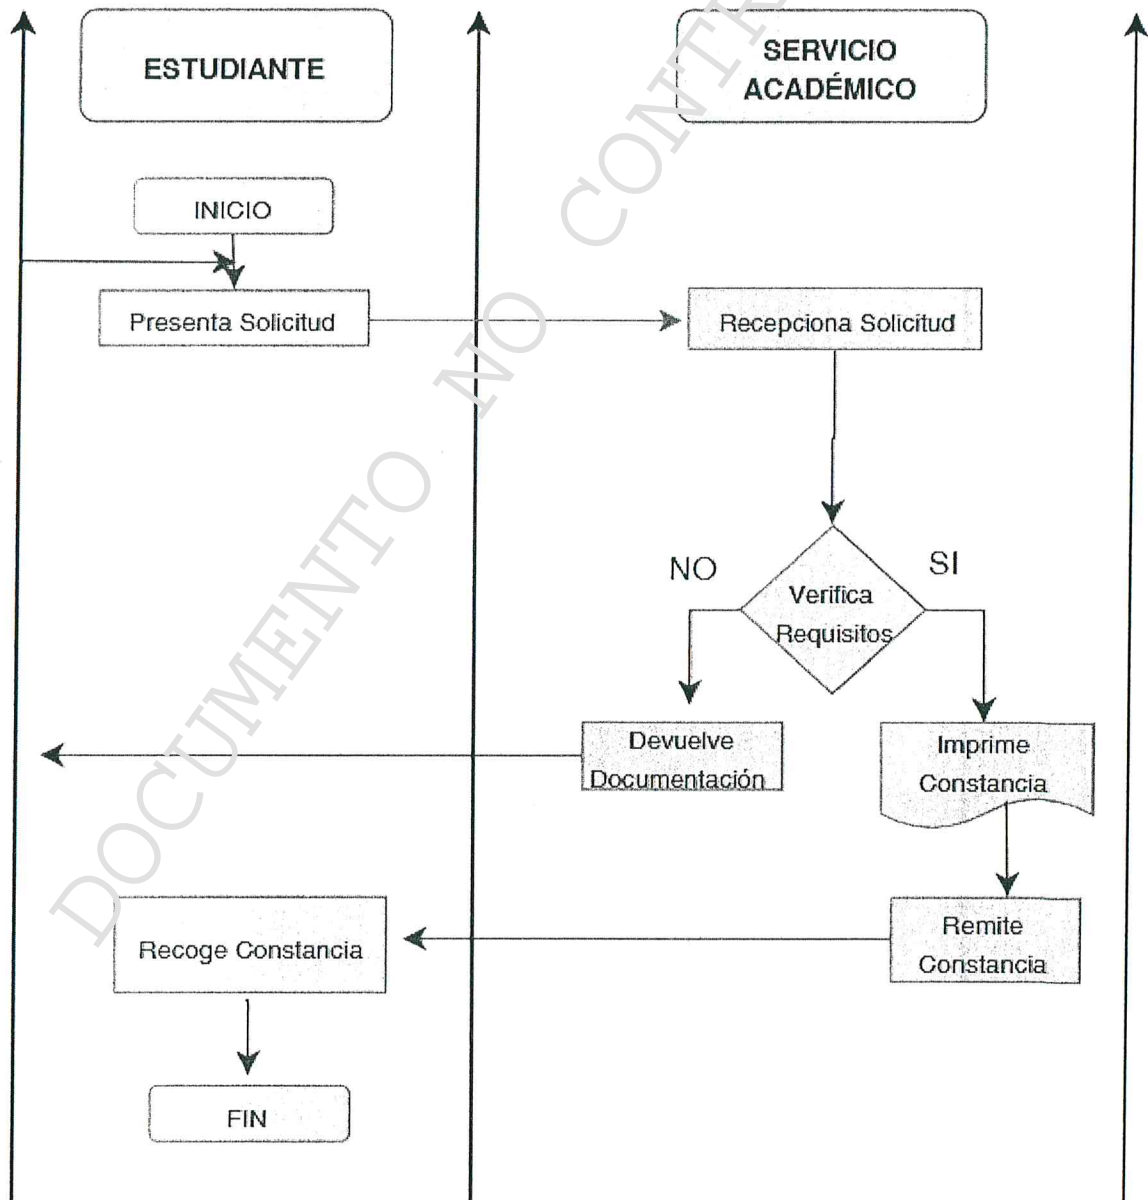 ESTUDIANTE
SERVICIO
ACADÉMICO
INICIO
Presenta Solicitud
Recepciona Solicitud
NO
SI
Verifica
Requisitos
Devuelve
Documentación
Imprime
Constancia
Remite
Constancia
Recoge Constancia
FIN
DOCUMENTO NO CONTR